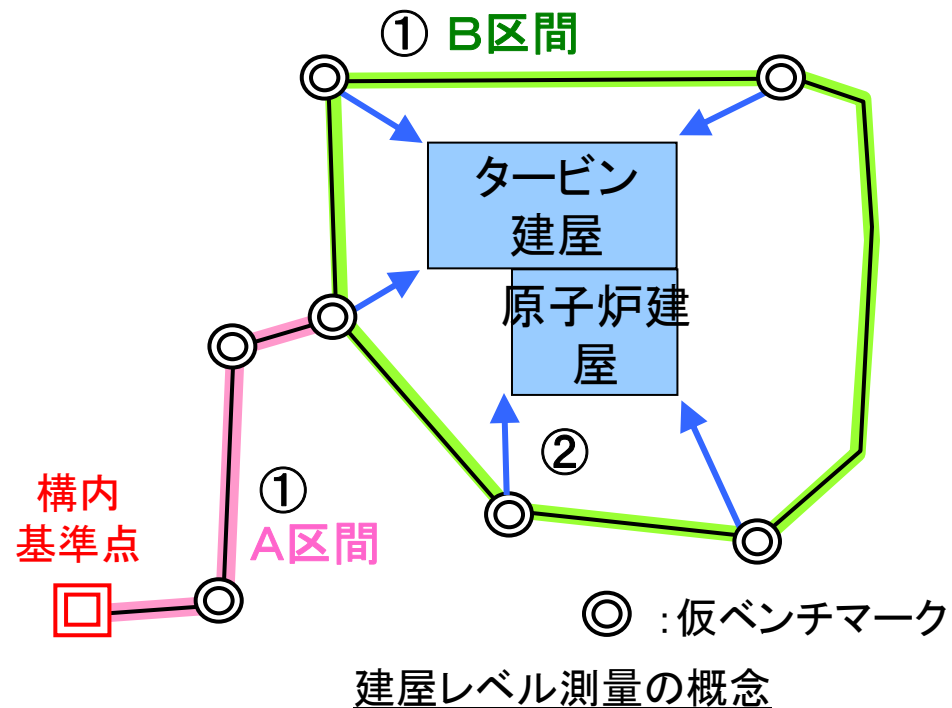 ① B区間
タービン
建屋
原子炉建
屋
②
①
A区間
構内
基準点
:仮ベンチマーク
建屋レベル測量の概念